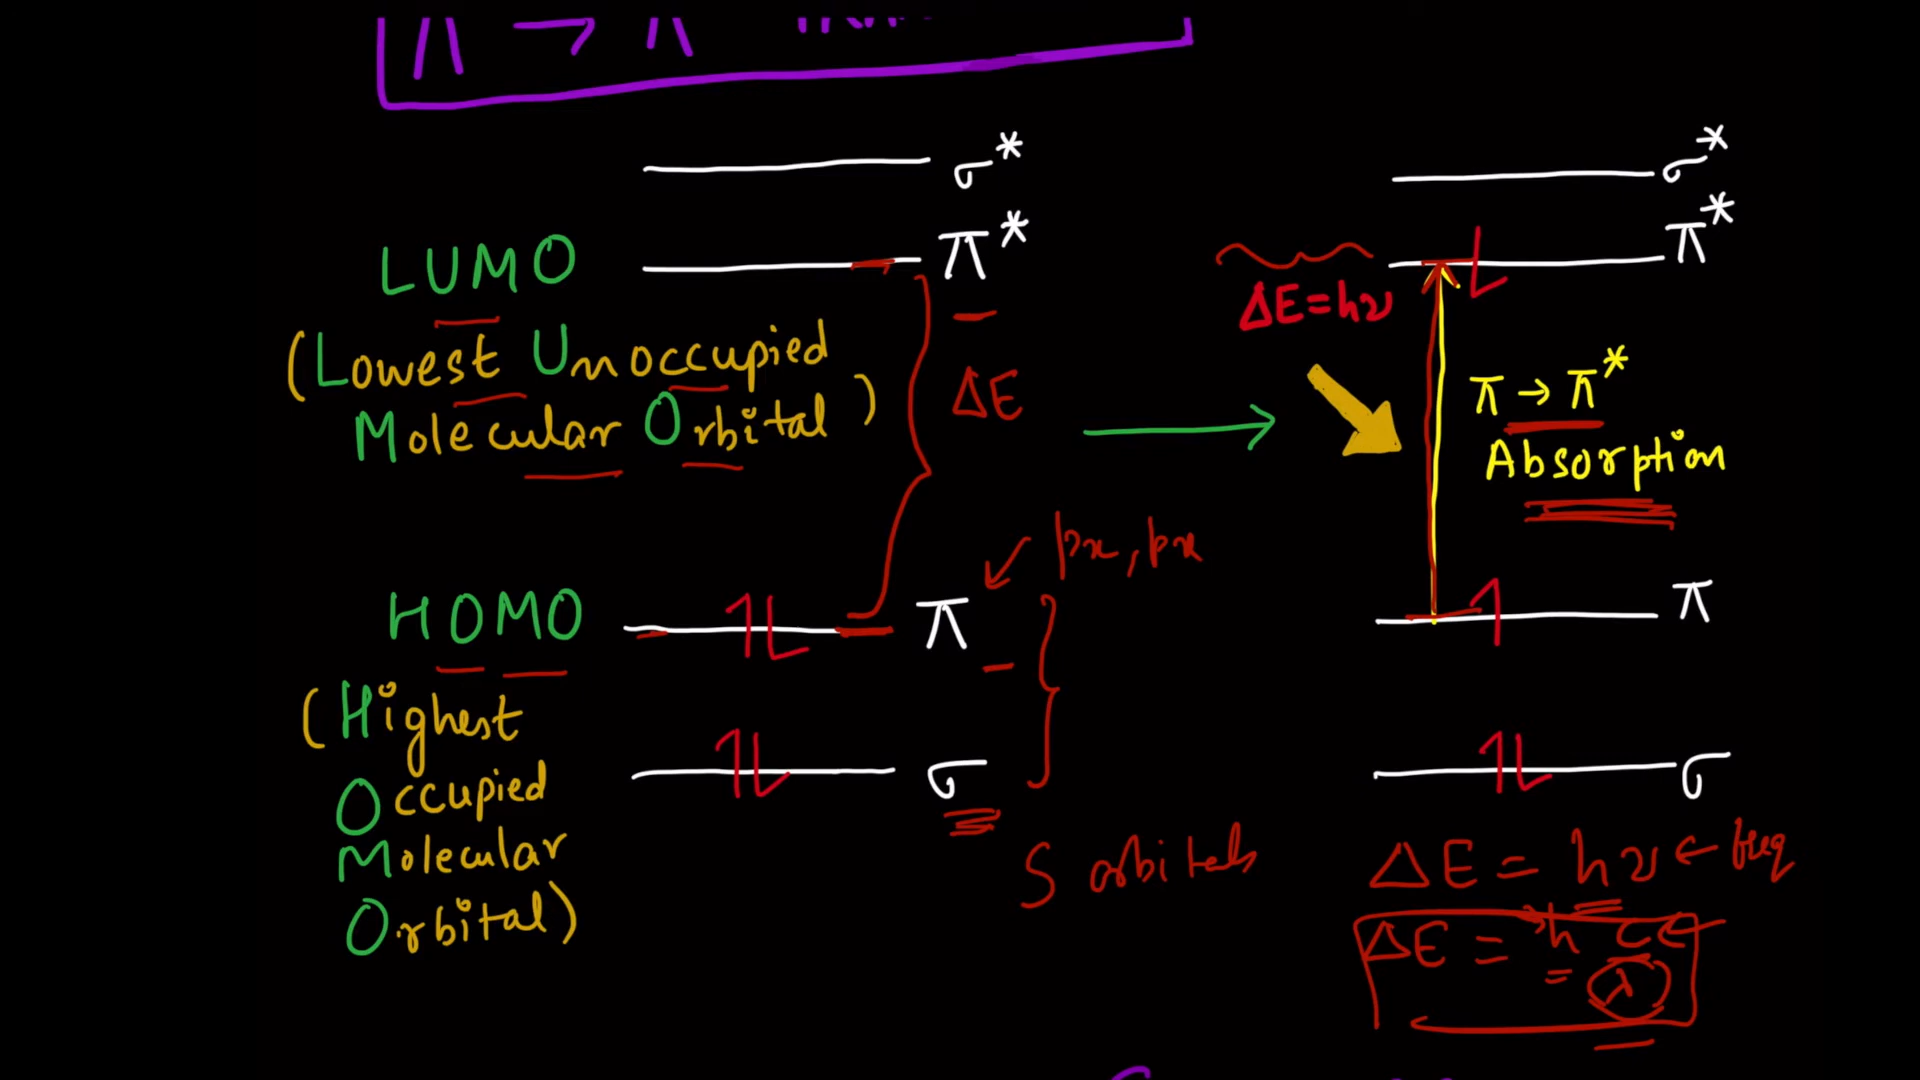 π → π
σ*
π*
LUMO
(Lowest Unoccupied
Molecular Orbital)
ΔE
HOMO
π
px, px
(Highest
Occupied
Molecular
Orbital)
σ
S orbitals
σ*
π*
ΔE = hν
π → π*
Absorption
π
σ
ΔE = hν ← freq
ΔE = h c
λ